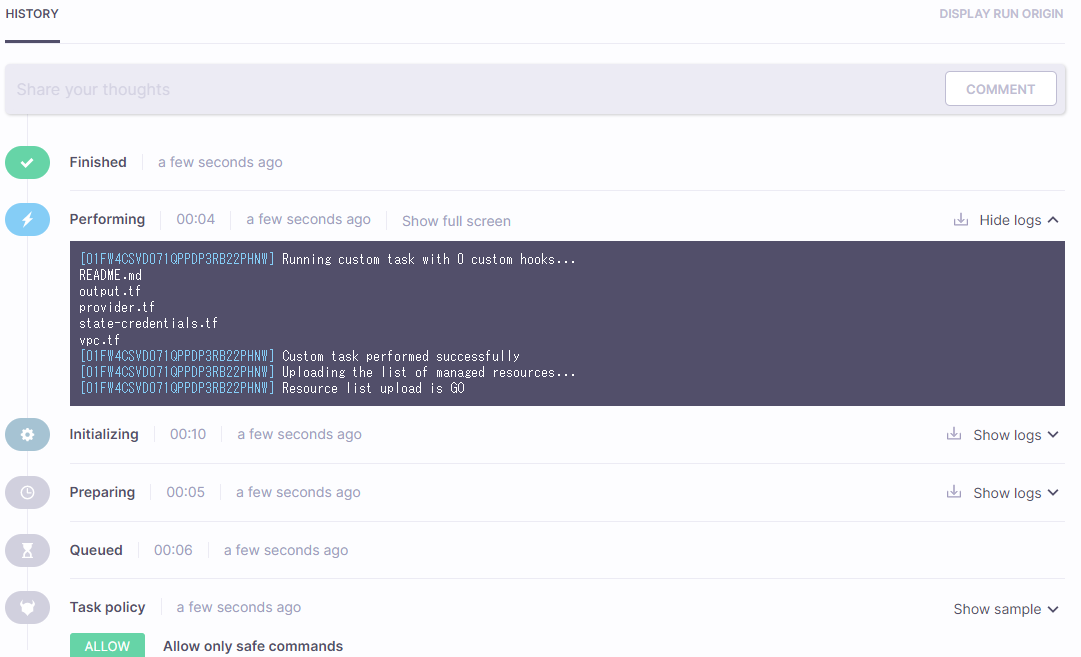 HISTORY DISPLAY RUN ORIGIN
Share your thoughts COMMENT
Finished a few seconds ago
Performing 00:04 a few seconds ago Show full screen Hide logs
[01FW4CSVD071QPPDP3RB22PHNW] Running custom task with 0 custom hooks...
README.md
output.tf
provider.tf
state-credentials.tf
vpc.tf
[01FW4CSVD071QPPDP3RB22PHNW] Custom task performed successfully
[01FW4CSVD071QPPDP3RB22PHNW] Uploading the list of managed resources...
[01FW4CSVD071QPPDP3RB22PHNW] Resource list upload is GO
Initializing 00:10 a few seconds ago Show logs
Preparing 00:05 a few seconds ago Show logs
Queued 00:06 a few seconds ago
Task policy a few seconds ago Show sample
ALLOW Allow only safe commands